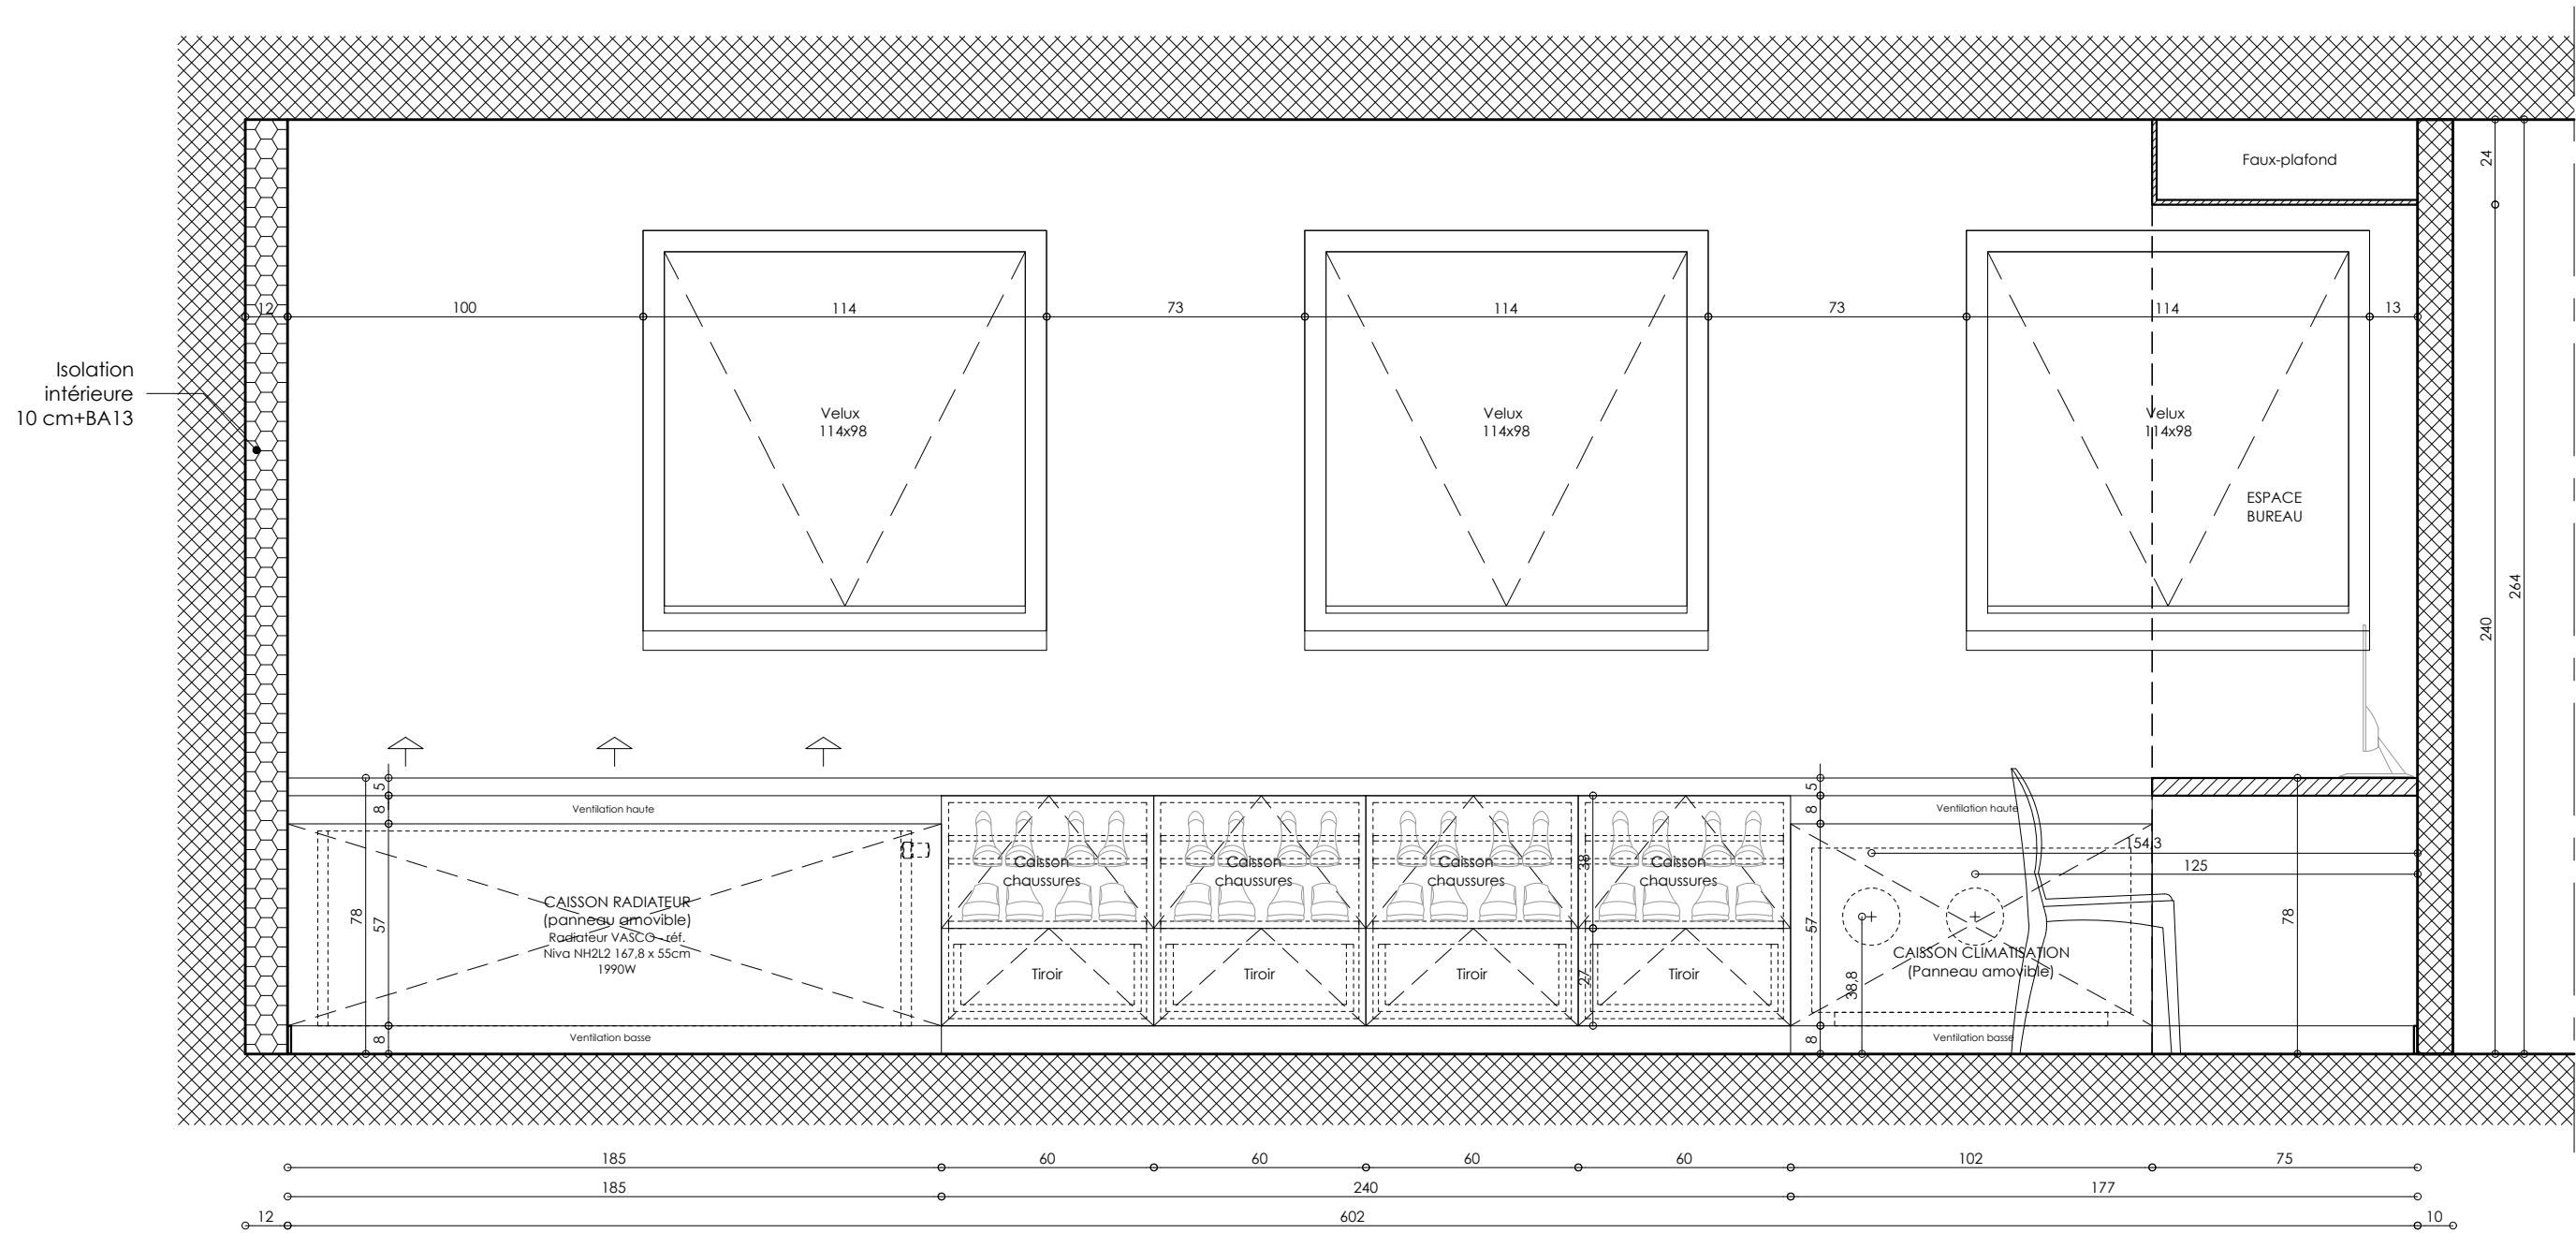 Faux-plafond
24
12
100
114
73
114
73
114
13
Isolation
intérieure
10 cm+BA13
Velux
114x98
Velux
114x98
Velux
114x98
ESPACE
BUREAU
264
240
5
8
78
57
8
Ventilation haute
CAISSON RADIATEUR
(panneau amovible)
Radiateur VASCO - réf.
Niva NH2L2 167,8 x 55cm
1990W
Ventilation basse
Caisson
chaussures
Caisson
chaussures
Caisson
chaussures
Caisson
chaussures
38
Tiroir
Tiroir
Tiroir
Tiroir
27
5
8
57
8
Ventilation haute
154,3
125
78
38,8
CAISSON CLIMATISATION
(Panneau amovible)
Ventilation basse
185
60
60
60
60
102
75
185
240
177
12
602
10